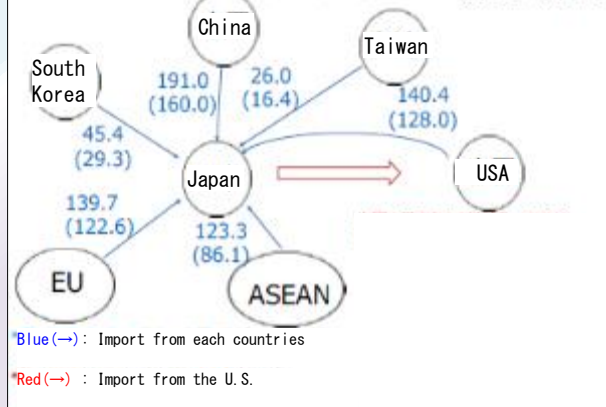 China
Taiwan
South
Korea
191.0
(160.0)
26.0
(16.4)
140.4
(128.0)
45.4
(29.3)
Japan
USA
139.7
(122.6)
123.3
(86.1)
EU
ASEAN
*Blue(→): Import from each countries
*Red(→) : Import from the U.S.